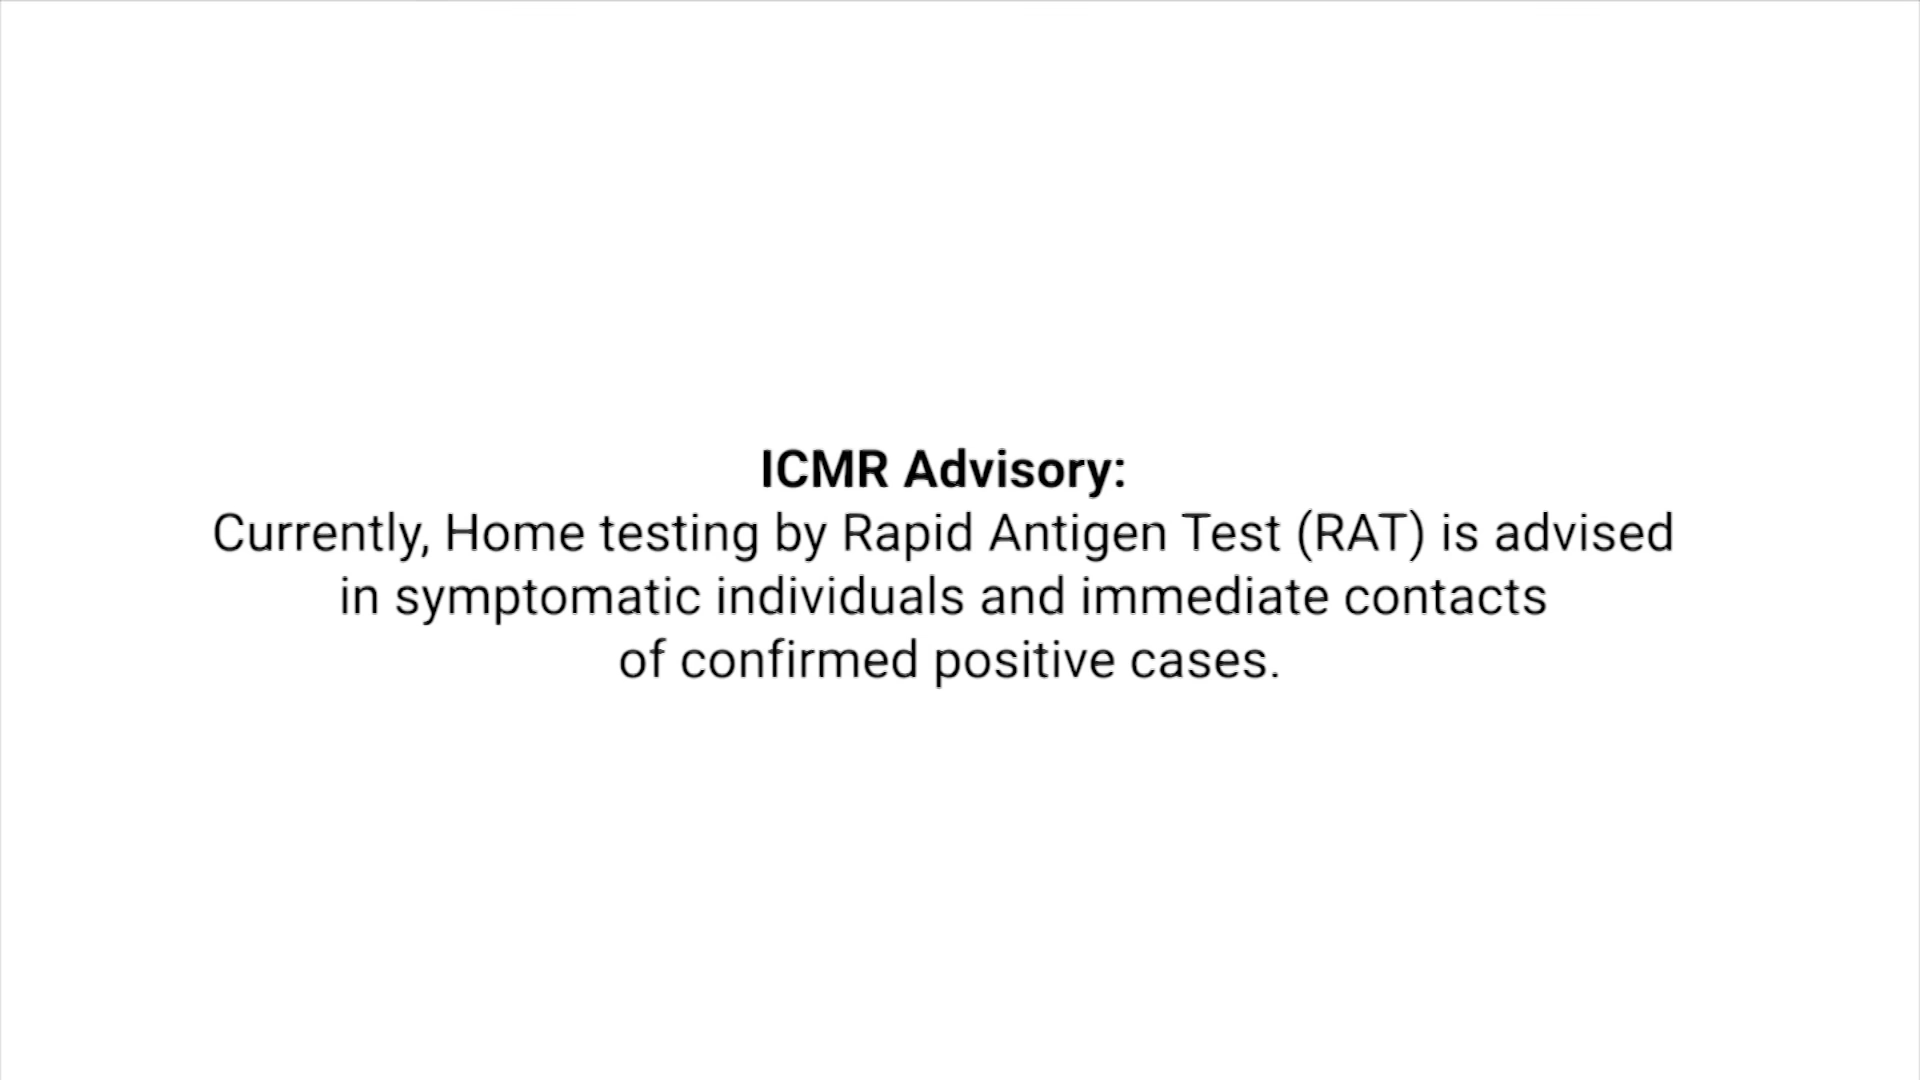 ICMR Advisory:
Currently, Home testing by Rapid Antigen Test (RAT) is advised
in symptomatic individuals and immediate contacts
of confirmed positive cases.